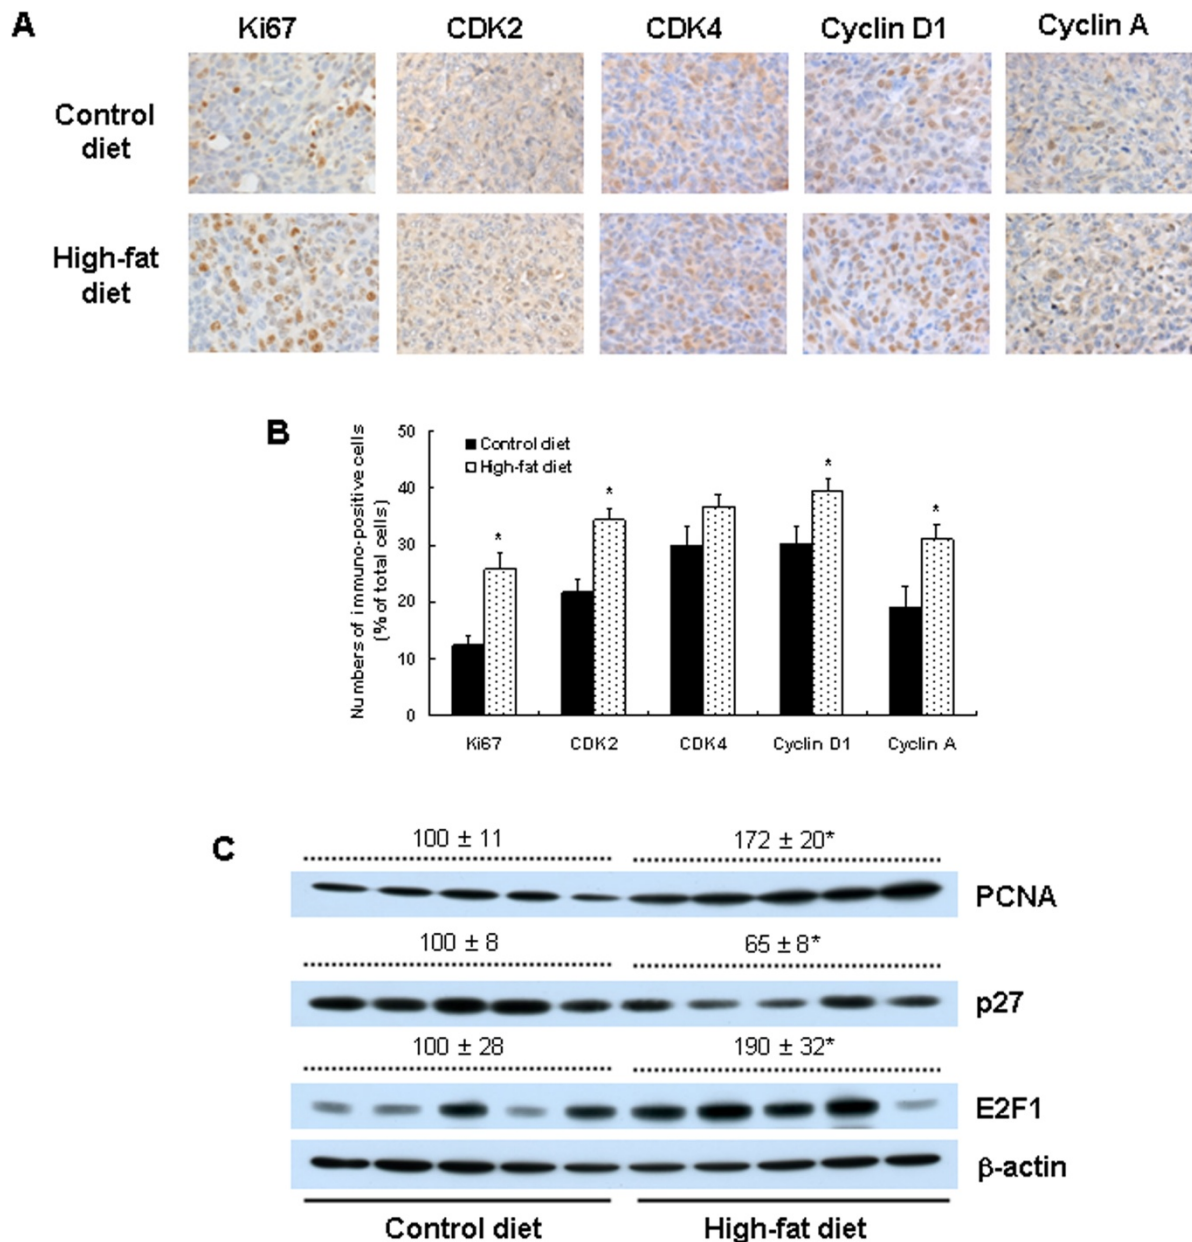 A
Ki67 CDK2 CDK4 Cyclin D1 Cyclin A
Control
diet
High-fat
diet
B
Numbers of immuno-positive cells
(% of total cells)
50
40
30
20
10
0
Control diet
High-fat diet
* * * *
Ki67 CDK2 CDK4 Cyclin D1 Cyclin A
C
100 ± 11 172 ± 20*
PCNA
100 ± 8 65 ± 8*
p27
100 ± 28 190 ± 32*
E2F1
β-actin
Control diet High-fat diet